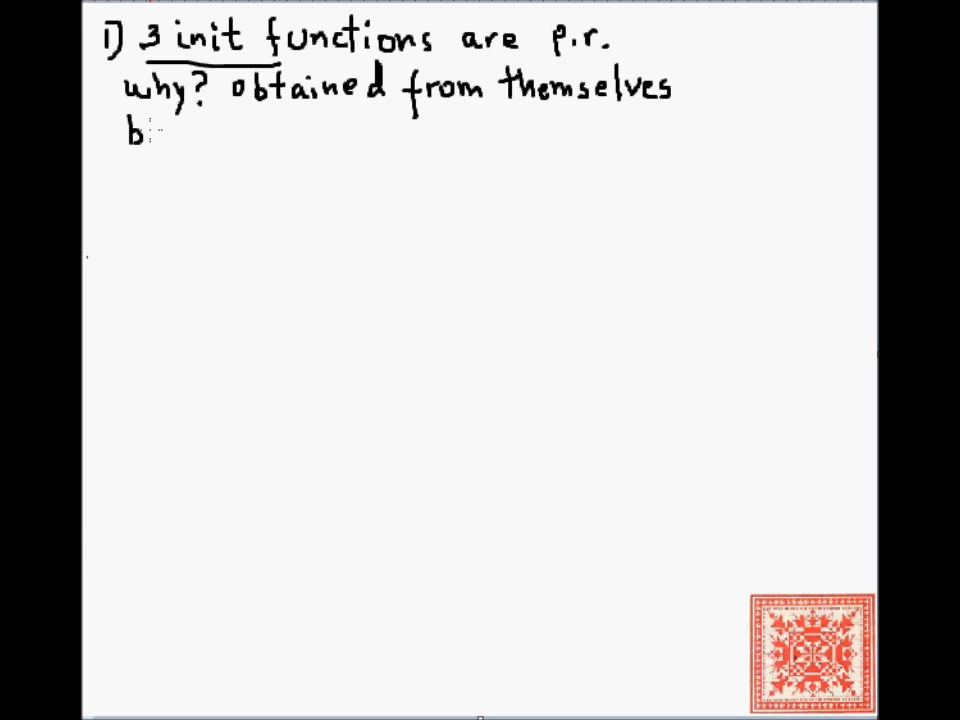 1) 3 init functions are p.r.
why? obtained from themselves
b